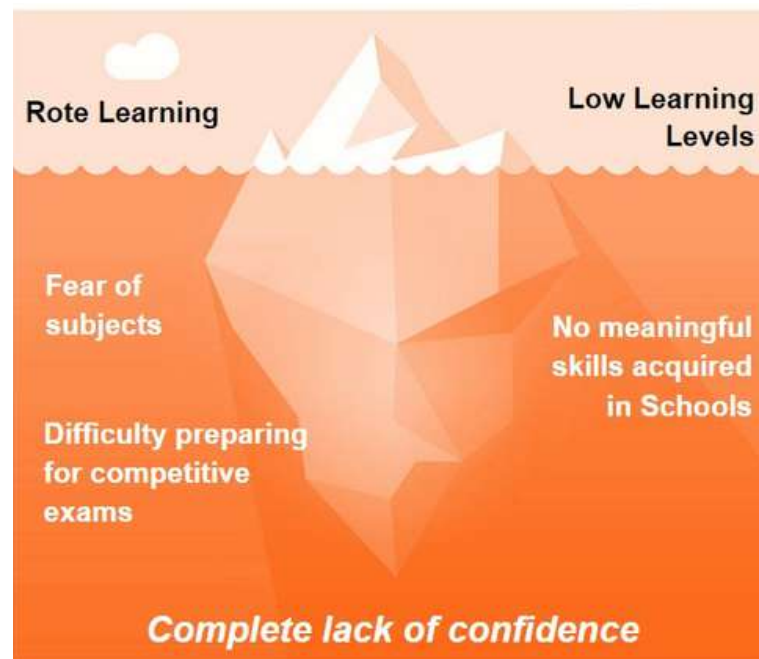 Rote Learning
Low Learning
Levels
Fear of
subjects
No meaningful
skills acquired
in Schools
Difficulty preparing
for competitive
exams
Complete lack of confidence